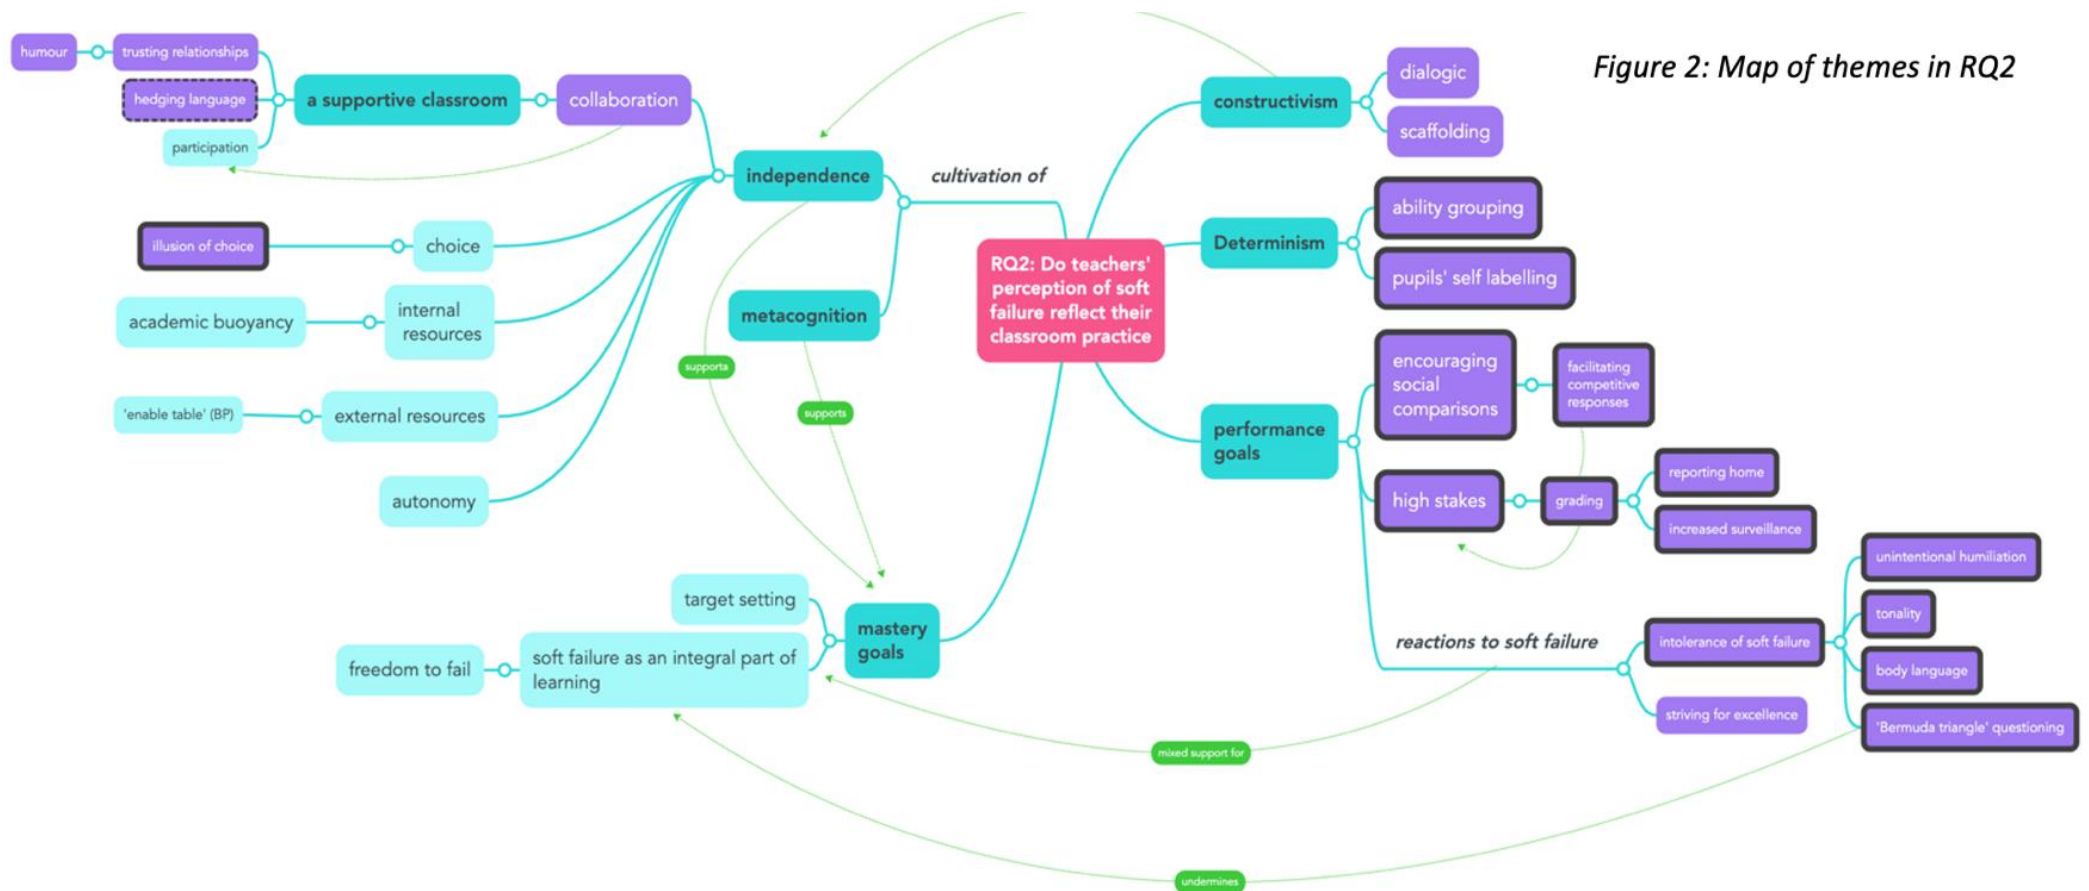 Figure 2: Map of themes in RQ2
humour
trusting relationships
hedging language
participation
a supportive classroom
collaboration
independence
cultivation of
illusion of choice
choice
academic buoyancy
internal
resources
'enable table' (BP)
external resources
autonomy
metacognition
supporta
supports
RQ2: Do teachers'
perception of soft
failure reflect their
classroom practice
target setting
freedom to fail
soft failure as an integral part of
learning
mastery
goals
constructivism
dialogic
scaffolding
Determinism
ability grouping
pupils' self labelling
performance
goals
encouraging
social
comparisons
facilitating
competitive
responses
high stakes
grading
reporting home
increased surveillance
reactions to soft failure
intolerance of soft failure
striving for excellence
unintentional humiliation
tonality
body language
'Bermuda triangle' questioning
mixed support for
undermines